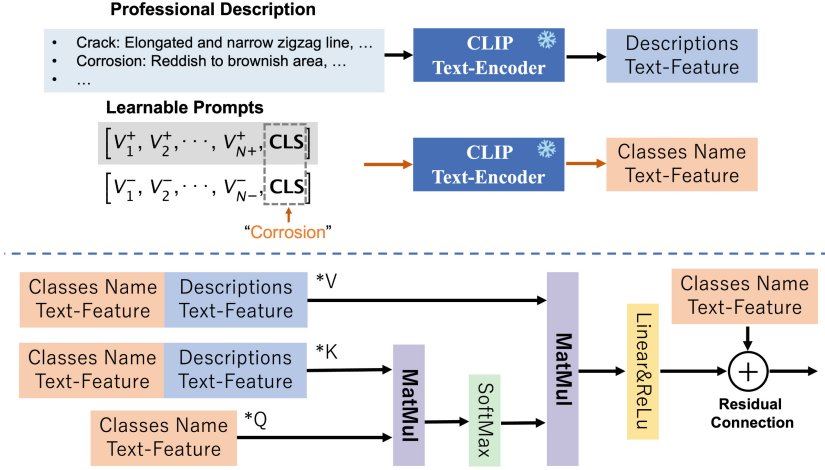 Professional Description
• Crack: Elongated and narrow zigzag line, …
• Corrosion: Reddish to brownish area, …
• …
CLIP
Text-Encoder
Descriptions
Text-Feature
Learnable Prompts
[V₁⁺, V₂⁺, ⋯, V_{N+}⁺, CLS]
[V₁⁻, V₂⁻, ⋯, V_{N−}⁻, CLS]
"Corrosion"
CLIP
Text-Encoder
Classes Name
Text-Feature
Classes Name
Text-Feature
Descriptions
Text-Feature
*V
Classes Name
Text-Feature
Descriptions
Text-Feature
*K
Classes Name
Text-Feature
*Q
MatMul
SoftMax
MatMul
Linear&ReLu
Classes Name
Text-Feature
+
Residual
Connection